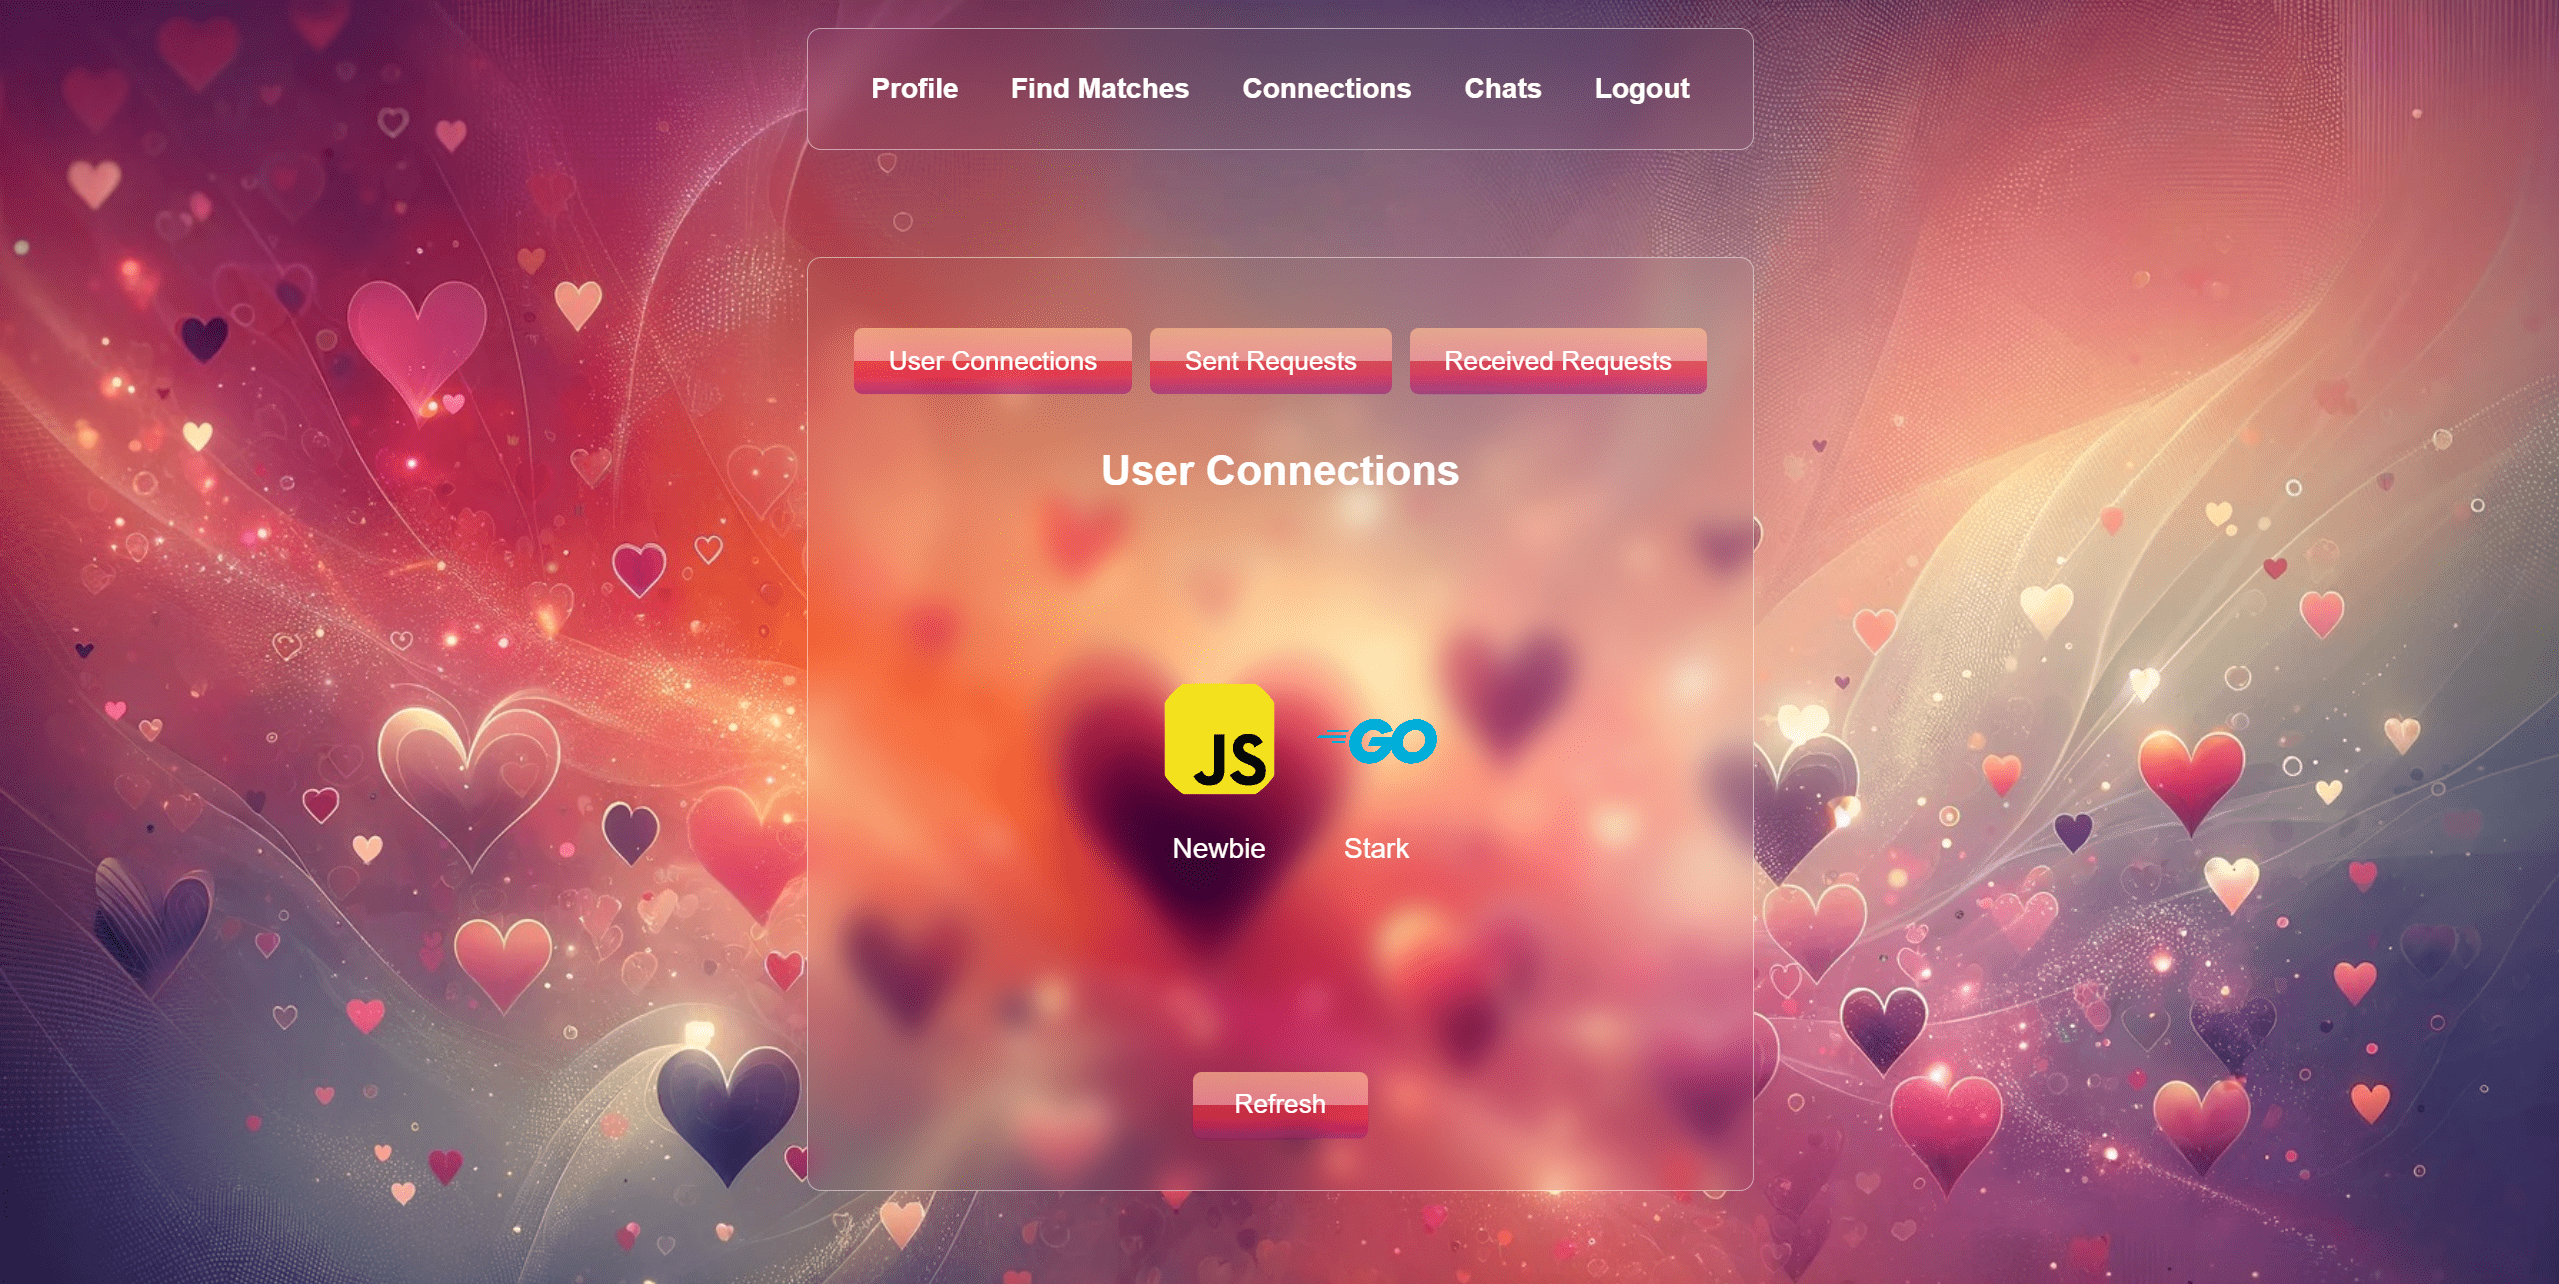 Profile Find Matches Connections Chats Logout
User Connections Sent Requests Received Requests
User Connections
JS GO
Newbie Stark
Refresh